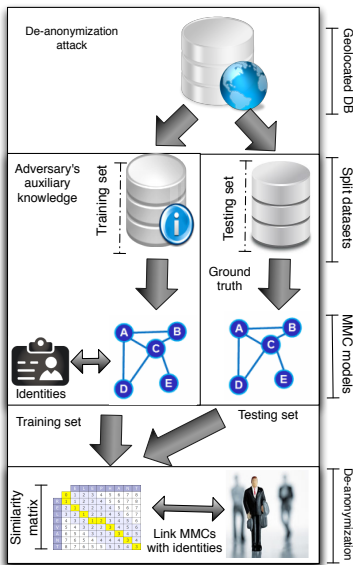 De-anonymization
attack
Geolocated DB
Adversary's
auxiliary
knowledge
Training set
Testing set
Split datasets
Ground
truth
A
B
C
D
E
A
B
C
D
E
MMC models
Identities
Training set
Testing set
Similarity
matrix
Link MMCs
with identities
De-anonymization